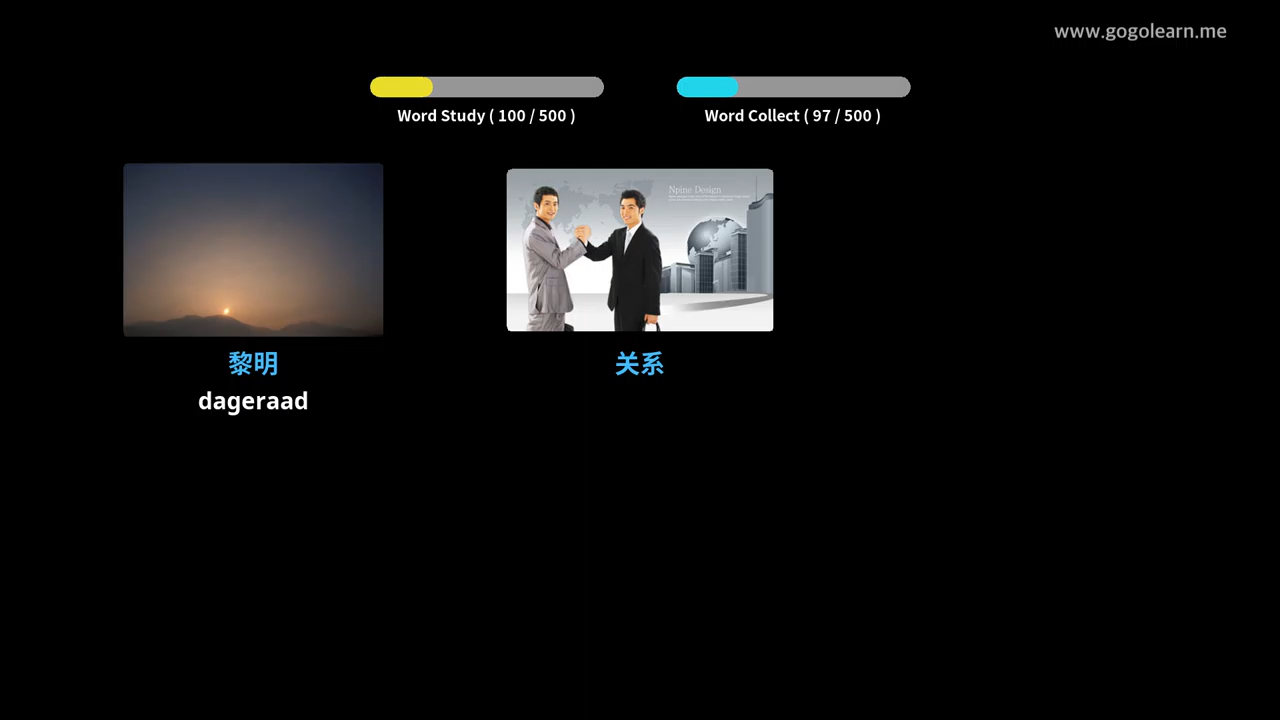 www.gogolearn.me
Word Study ( 100 / 500 )
Word Collect ( 97 / 500 )
Npine Design
黎明
关系
dageraad